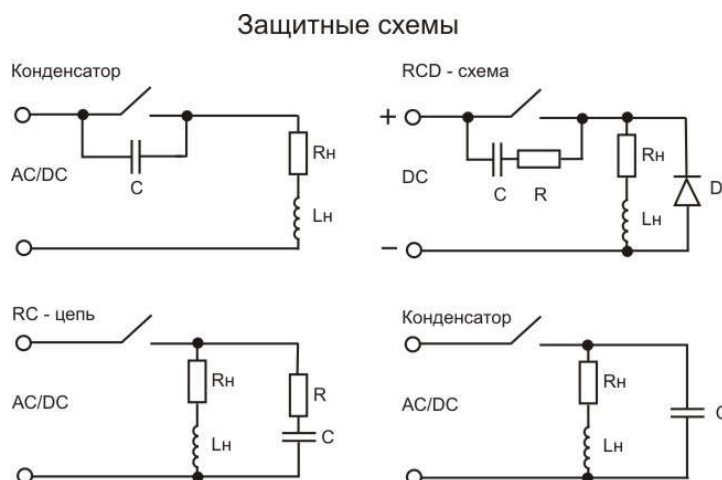 Защитные схемы
Конденсатор
AC/DC
C
Rн
Lн
RCD - схема
+
DC
–
C R
Rн
Lн
D
RC - цепь
AC/DC
Rн
Lн
R
C
Конденсатор
AC/DC
Rн
Lн